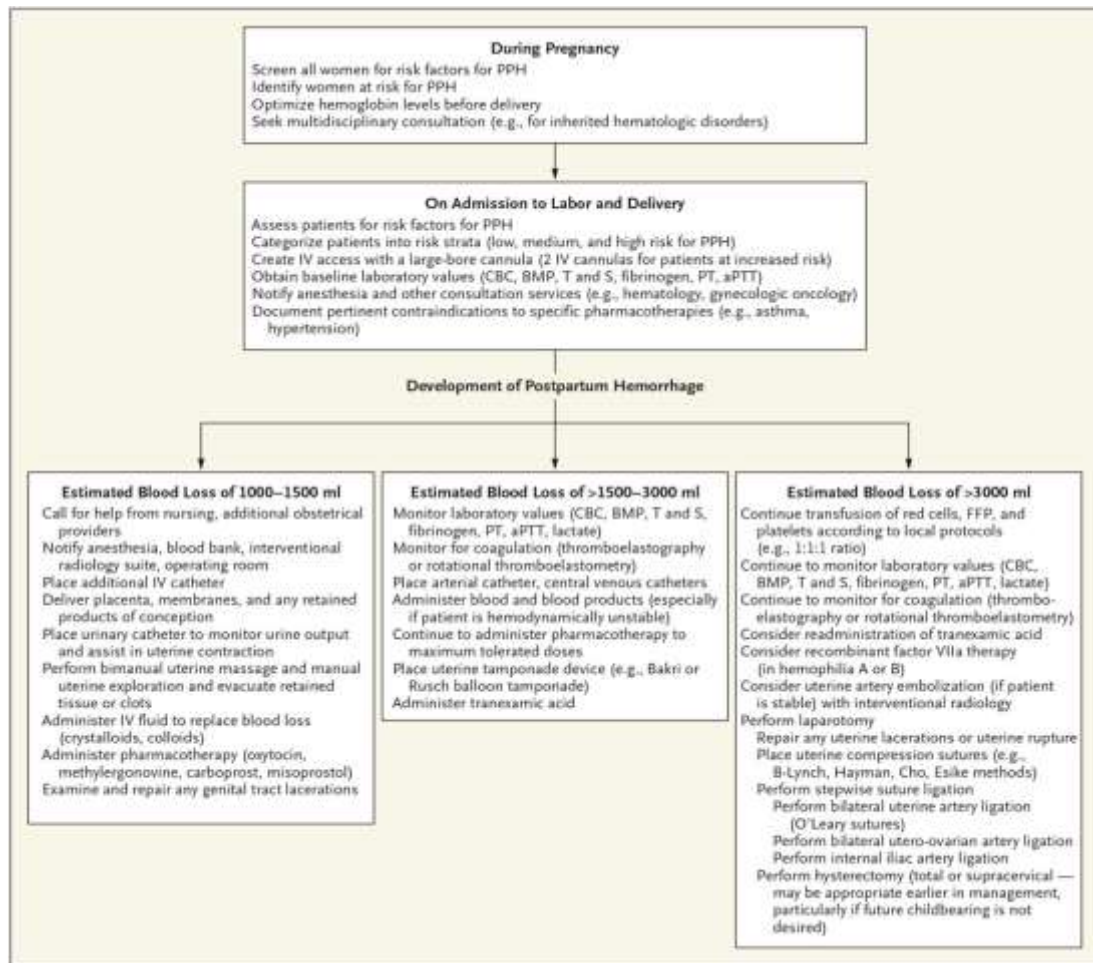 During Pregnancy
Screen all women for risk factors for PPH
Identify women at risk for PPH
Optimize hemoglobin levels before delivery
Seek multidisciplinary consultation (e.g., for inherited hematologic disorders)
On Admission to Labor and Delivery
Assess patients for risk factors for PPH
Categorize patients into risk strata (low, medium, and high risk for PPH)
Create IV access with a large-bore cannula (2 IV cannulas for patients at increased risk)
Obtain baseline laboratory values (CBC, BMP, T and S, fibrinogen, PT, aPTT)
Notify anesthesia and other consultation services (e.g., hematology, gynecologic oncology)
Document pertinent contraindications to specific pharmacotherapies (e.g., asthma,
hypertension)
Development of Postpartum Hemorrhage
Estimated Blood Loss of 1000–1500 ml
Call for help from nursing, additional obstetrical
providers
Notify anesthesia, blood bank, interventional
radiology suite, operating room
Place additional IV catheter
Deliver placenta, membranes, and any retained
products of conception
Place urinary catheter to monitor urine output
and assist in uterine contraction
Perform bimanual uterine massage and manual
uterine exploration and evacuate retained
tissue or clots
Administer IV fluid to replace blood loss
(crystalloids, colloids)
Administer pharmacotherapy (oxytocin,
methylergonovine, carboprost, misoprostol)
Examine and repair any genital tract lacerations
Estimated Blood Loss of >1500–3000 ml
Monitor laboratory values (CBC, BMP, T and S,
fibrinogen, PT, aPTT, lactate)
Monitor for coagulation (thromboelastography
or rotational thromboelastometry)
Place arterial catheter, central venous catheters
Administer blood and blood products (especially
if patient is hemodynamically unstable)
Continue to administer pharmacotherapy to
maximum tolerated doses
Place uterine tamponade device (e.g., Bakri or
Rusch balloon tamponade)
Administer tranexamic acid
Estimated Blood Loss of >3000 ml
Continue transfusion of red cells, FFP, and
platelets according to local protocols
(e.g., 1:1:1 ratio)
Continue to monitor laboratory values (CBC,
BMP, T and S, fibrinogen, PT, aPTT, lactate)
Continue to monitor for coagulation (thrombo-
elastography or rotational thromboelastometry)
Consider readministration of tranexamic acid
Consider recombinant factor VIIa therapy
(in hemophilia A or B)
Consider uterine artery embolization (if patient
is stable) with interventional radiology
Perform laparotomy
Repair any uterine lacerations or uterine rupture
Place uterine compression sutures (e.g.,
B-Lynch, Hayman, Cho, Esike methods)
Perform stepwise suture ligation
Perform bilateral uterine artery ligation
(O'Leary sutures)
Perform bilateral utero-ovarian artery ligation
Perform internal iliac artery ligation
Perform hysterectomy (total or supracervical —
may be appropriate earlier in management,
particularly if future childbearing is not
desired)